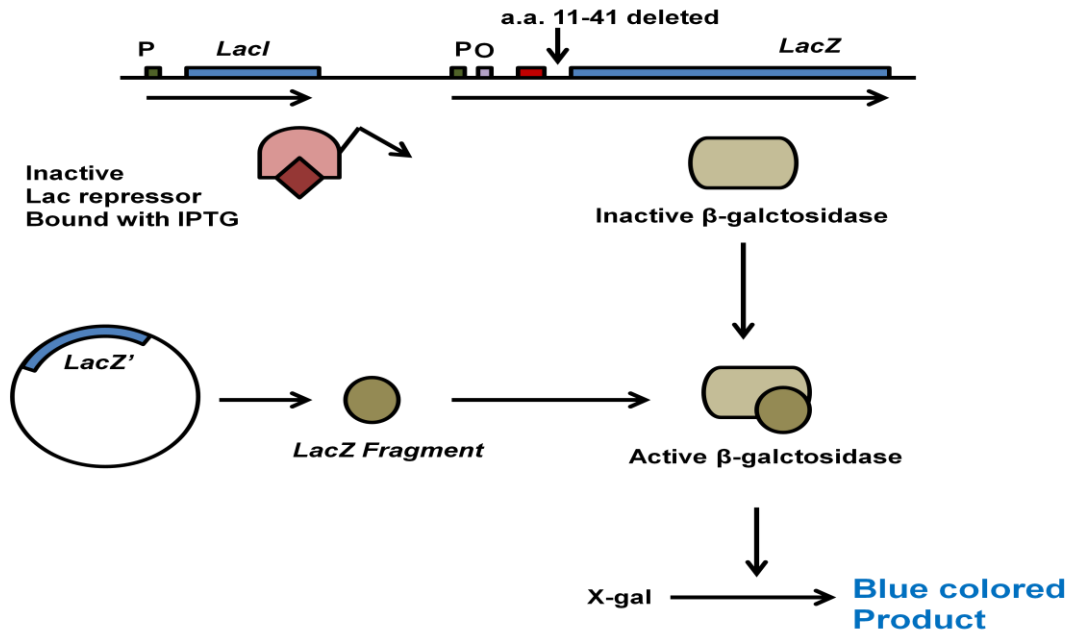 a.a. 11-41 deleted
P
LacI
P O
LacZ
Inactive
Lac repressor
Bound with IPTG
Inactive β-galctosidase
LacZ’
LacZ Fragment
Active β-galctosidase
X-gal
Blue colored
Product